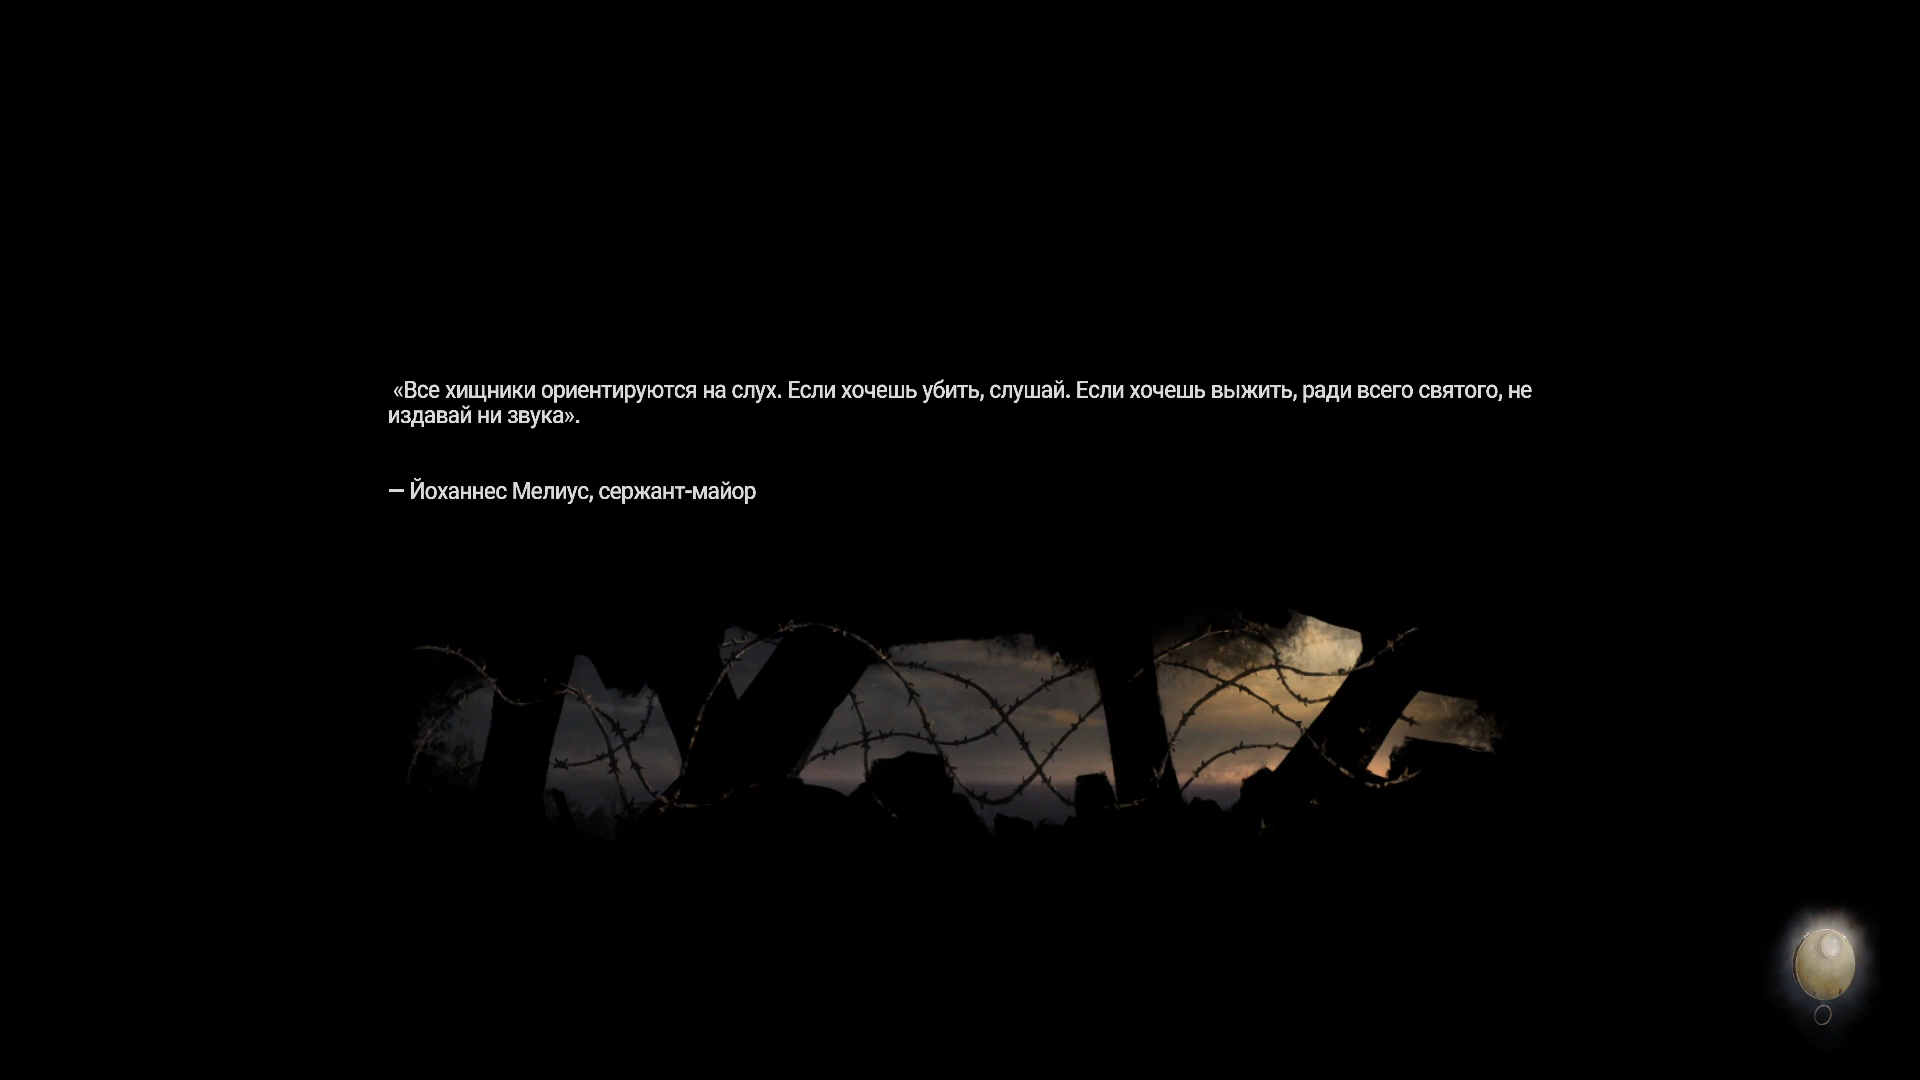 «Все хищники ориентируются на слух. Если хочешь убить, слушай. Если хочешь выжить, ради всего святого, не
издавай ни звука».
— Йоханнес Мелиус, сержант-майор